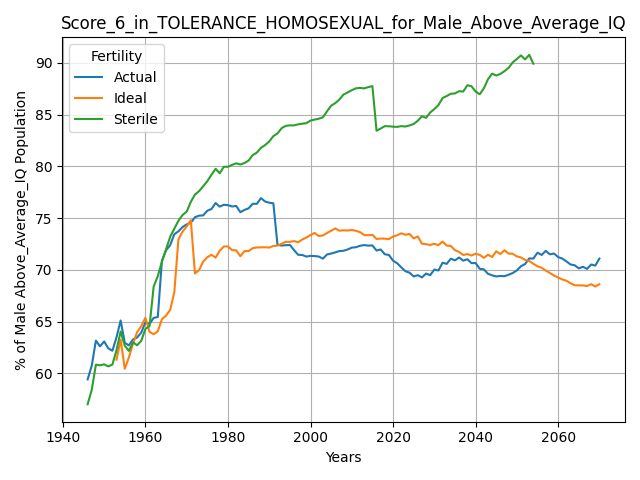 Score_6_in_TOLERANCE_HOMOSEXUAL_for_Male_Above_Average_IQ
Fertility
Actual
Ideal
Sterile
% of Male Above_Average_IQ Population
90
85
80
75
70
65
60
1940
1960
1980
2000
2020
2040
2060
Years